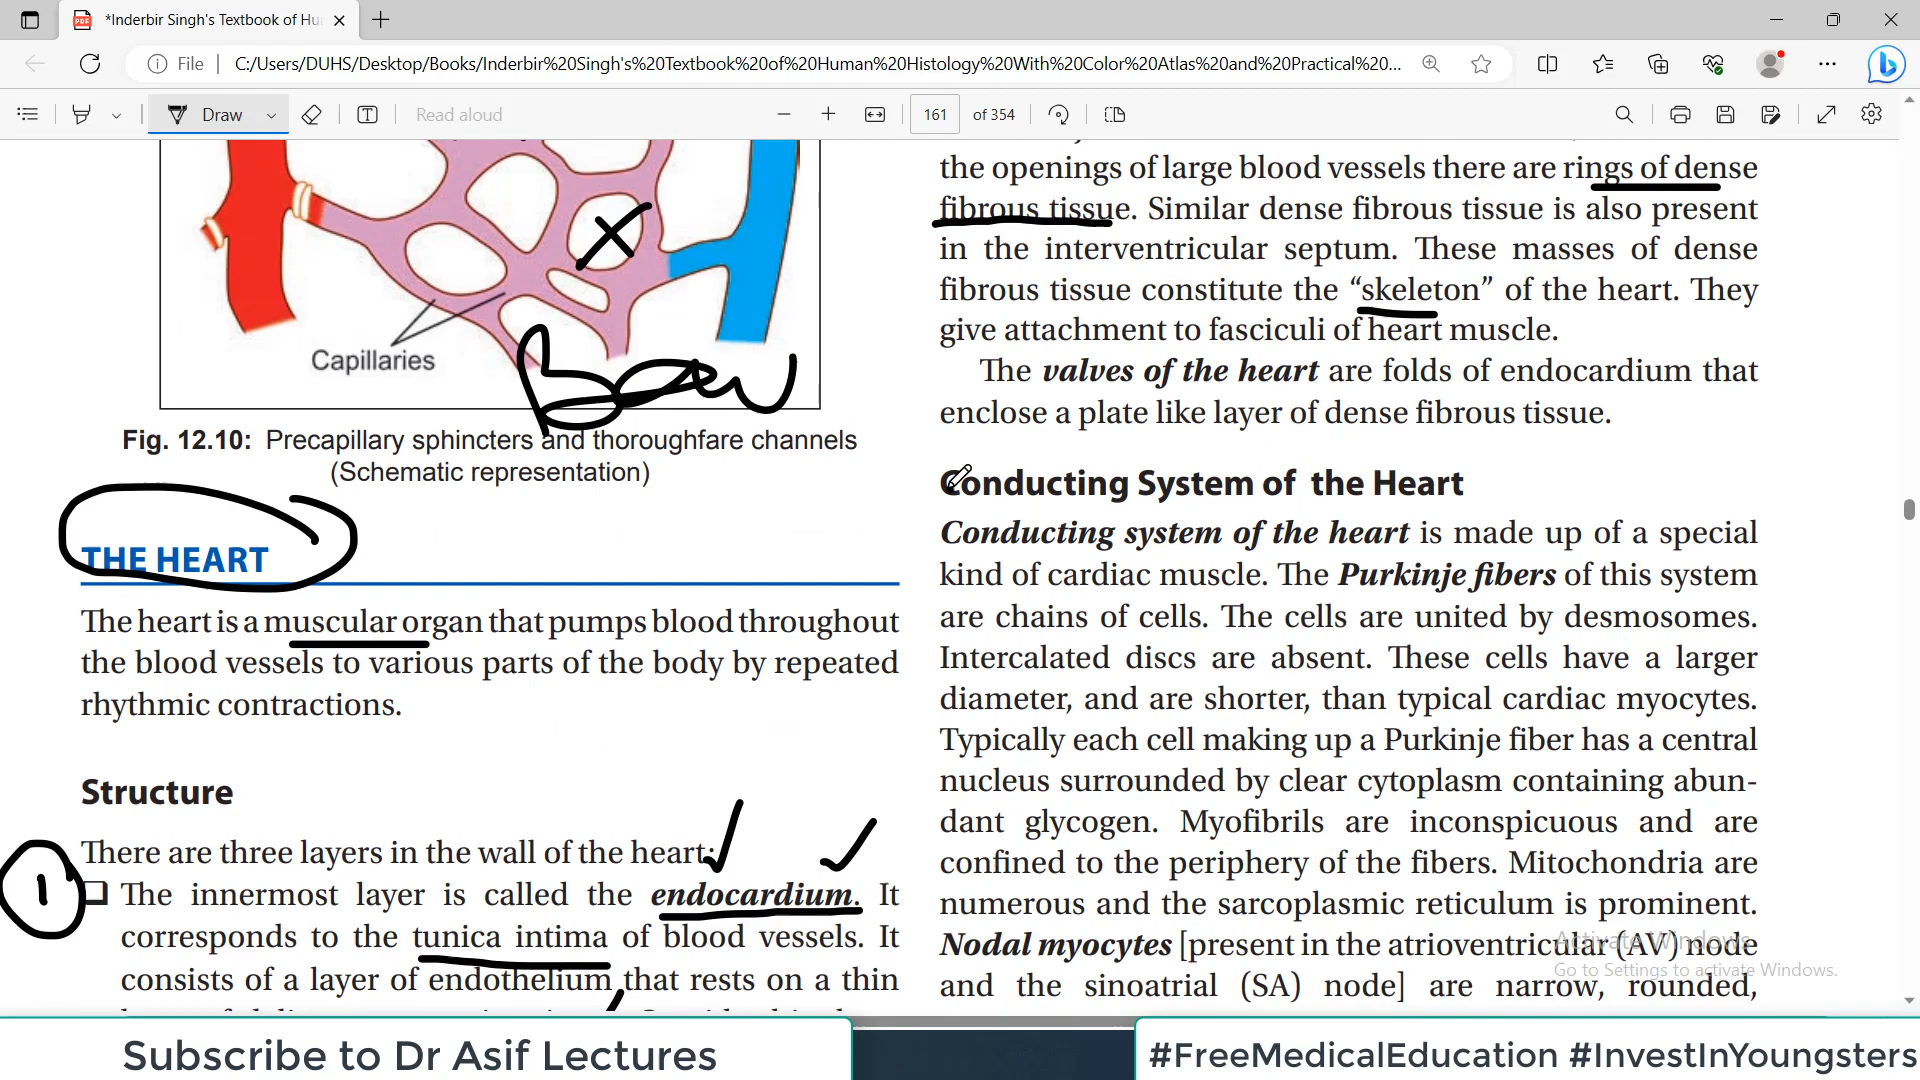 *Inderbir Singh's Textbook of Hu
File
C:/Users/DUHS/Desktop/Books/Inderbir%20Singh's%20Textbook%20of%20Human%20Histology%20With%20Color%20Atlas%20and%20Practical%20...
Draw
Read aloud
161 of 354
Capillaries
Fig. 12.10: Precapillary sphincters and thoroughfare channels
(Schematic representation)
THE HEART
The heart is a muscular organ that pumps blood throughout
the blood vessels to various parts of the body by repeated
rhythmic contractions.
Structure
There are three layers in the wall of the heart:
1
❑ The innermost layer is called the endocardium. It
corresponds to the tunica intima of blood vessels. It
consists of a layer of endothelium that rests on a thin
the openings of large blood vessels there are rings of dense
fibrous tissue. Similar dense fibrous tissue is also present
in the interventricular septum. These masses of dense
fibrous tissue constitute the “skeleton” of the heart. They
give attachment to fasciculi of heart muscle.
The valves of the heart are folds of endocardium that
enclose a plate like layer of dense fibrous tissue.
Conducting System of the Heart
Conducting system of the heart is made up of a special
kind of cardiac muscle. The Purkinje fibers of this system
are chains of cells. The cells are united by desmosomes.
Intercalated discs are absent. These cells have a larger
diameter, and are shorter, than typical cardiac myocytes.
Typically each cell making up a Purkinje fiber has a central
nucleus surrounded by clear cytoplasm containing abun-
dant glycogen. Myofibrils are inconspicuous and are
confined to the periphery of the fibers. Mitochondria are
numerous and the sarcoplasmic reticulum is prominent.
Nodal myocytes [present in the atrioventricular (AV) node
and the sinoatrial (SA) node] are narrow, rounded,
Activate Windows
Go to Settings to activate Windows.
Subscribe to Dr Asif Lectures
#FreeMedicalEducation #InvestInYoungsters